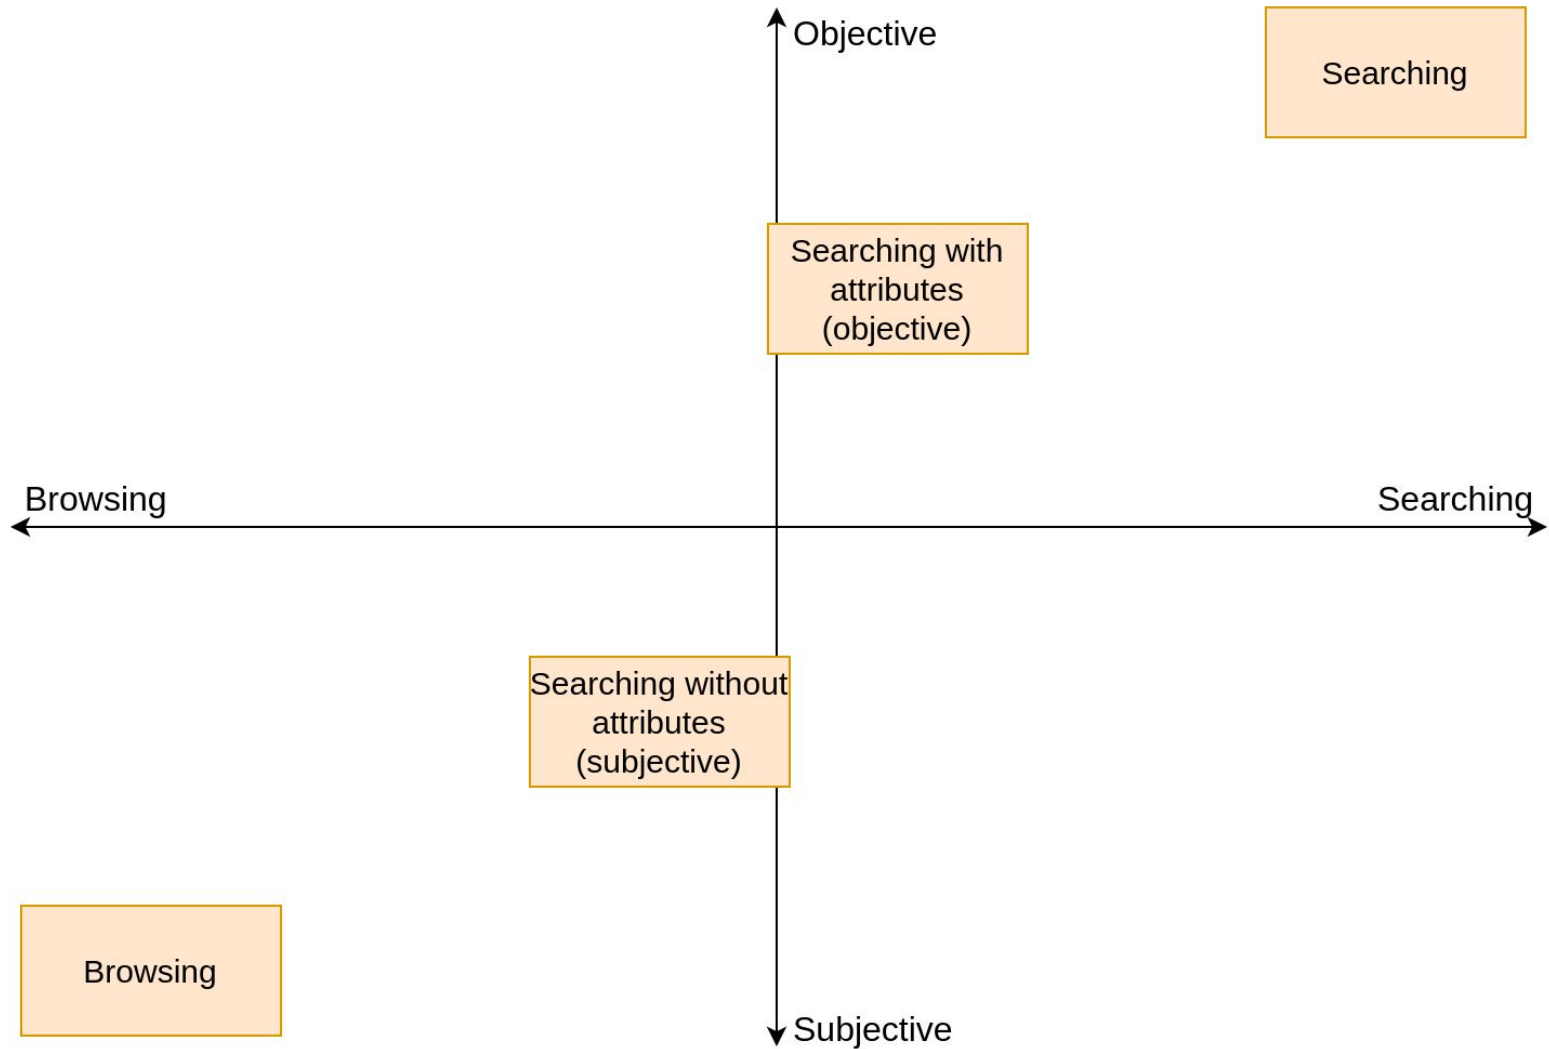 Objective
Searching
Searching with
attributes
(objective)
Browsing
Searching
Searching without
attributes
(subjective)
Browsing
Subjective